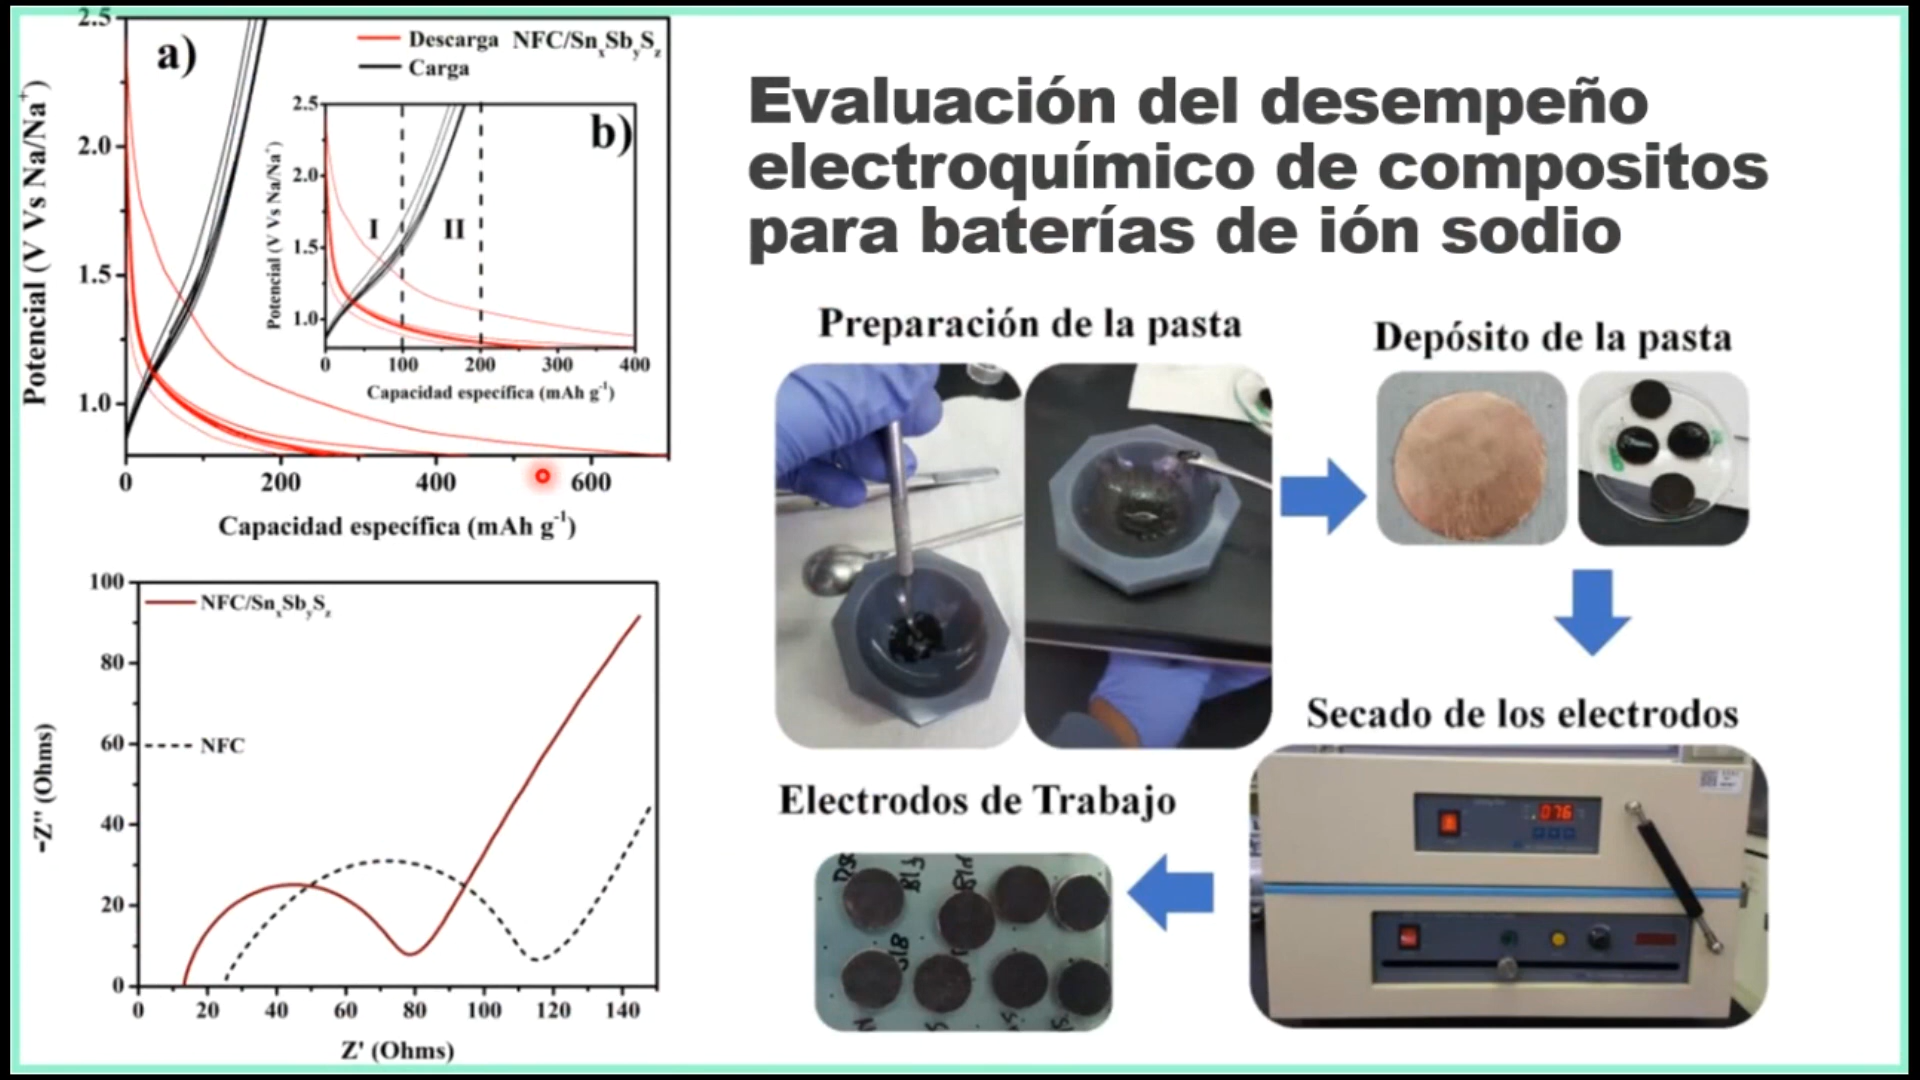 Evaluación del desempeño
electroquímico de compositos
para baterías de ión sodio
a)
Descarga NFC/SnxSbySz
Carga
Potencial (V Vs Na/Na+)
2.5
2.0
1.5
1.0
0 200 400 600
Capacidad específica (mAh g-1)
b)
I II
Potencial (V Vs Na/Na+)
2.5
2.0
1.5
1.0
0 100 200 300 400
Capacidad específica (mAh g-1)
NFC/SnxSbySz
NFC
-Z'' (Ohms)
100
80
60
40
20
0
0 20 40 60 80 100 120 140
Z' (Ohms)
Preparación de la pasta
Depósito de la pasta
Secado de los electrodos
076
Electrodos de Trabajo